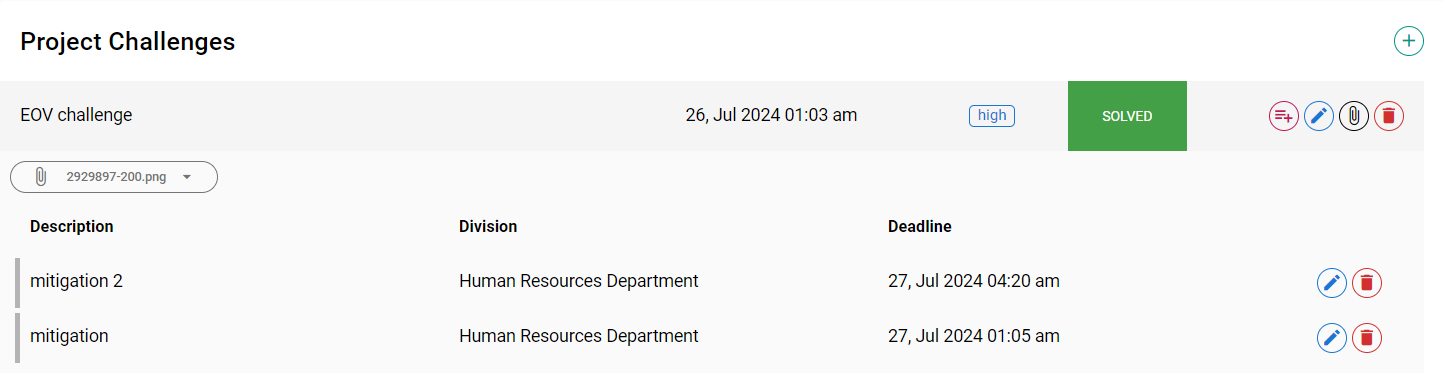 Project Challenges
EOV challenge 26, Jul 2024 01:03 am high SOLVED
2929897-200.png
Description Division Deadline
mitigation 2 Human Resources Department 27, Jul 2024 04:20 am
mitigation Human Resources Department 27, Jul 2024 01:05 am